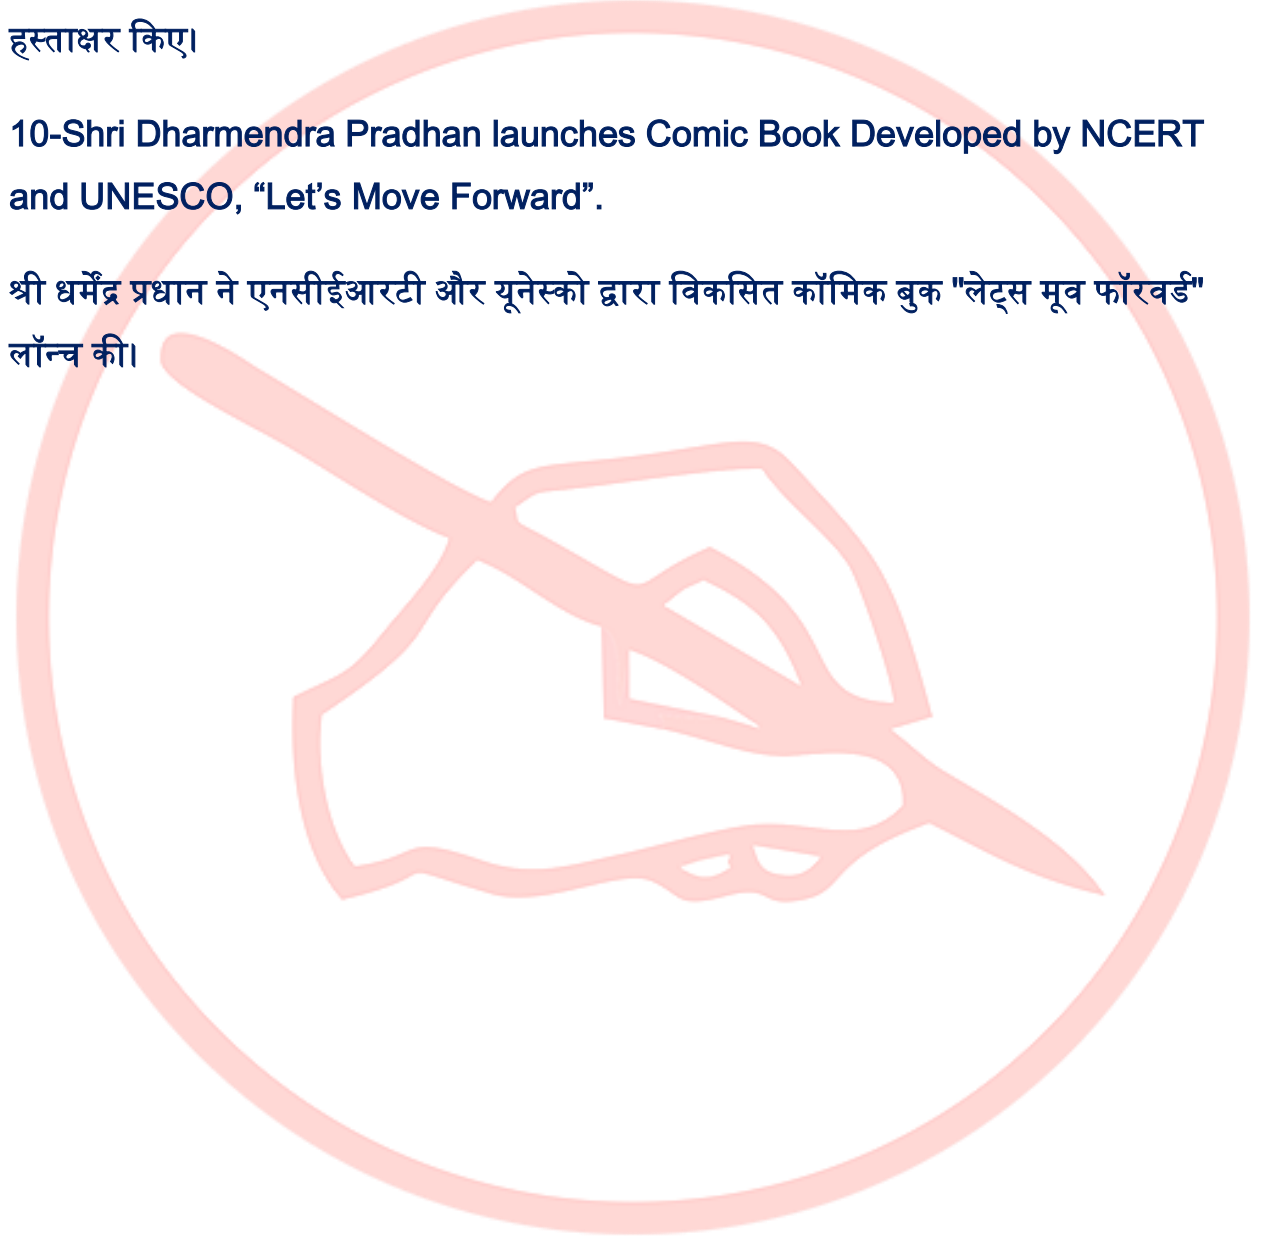 हस्ताक्षर किए।
10-Shri Dharmendra Pradhan launches Comic Book Developed by NCERT
and UNESCO, “Let’s Move Forward”.
श्री धर्मेंद्र प्रधान ने एनसीईआरटी और यूनेस्को द्वारा विकसित कॉमिक बुक "लेट्स मूव फॉरवर्ड"
लॉन्च की।